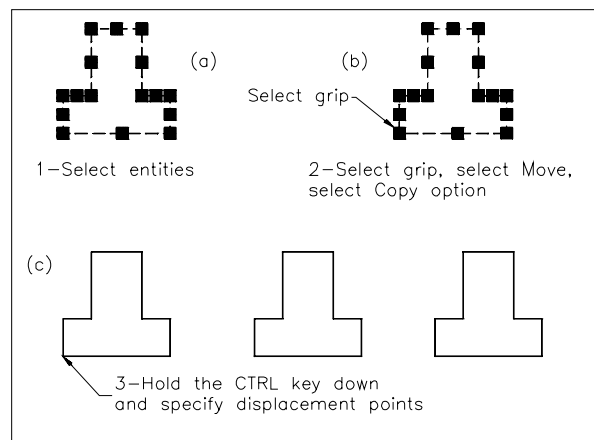 (a)
(b)
Select grip
1-Select entities
2-Select grip, select Move,
select Copy option
(c)
3-Hold the CTRL key down
and specify displacement points